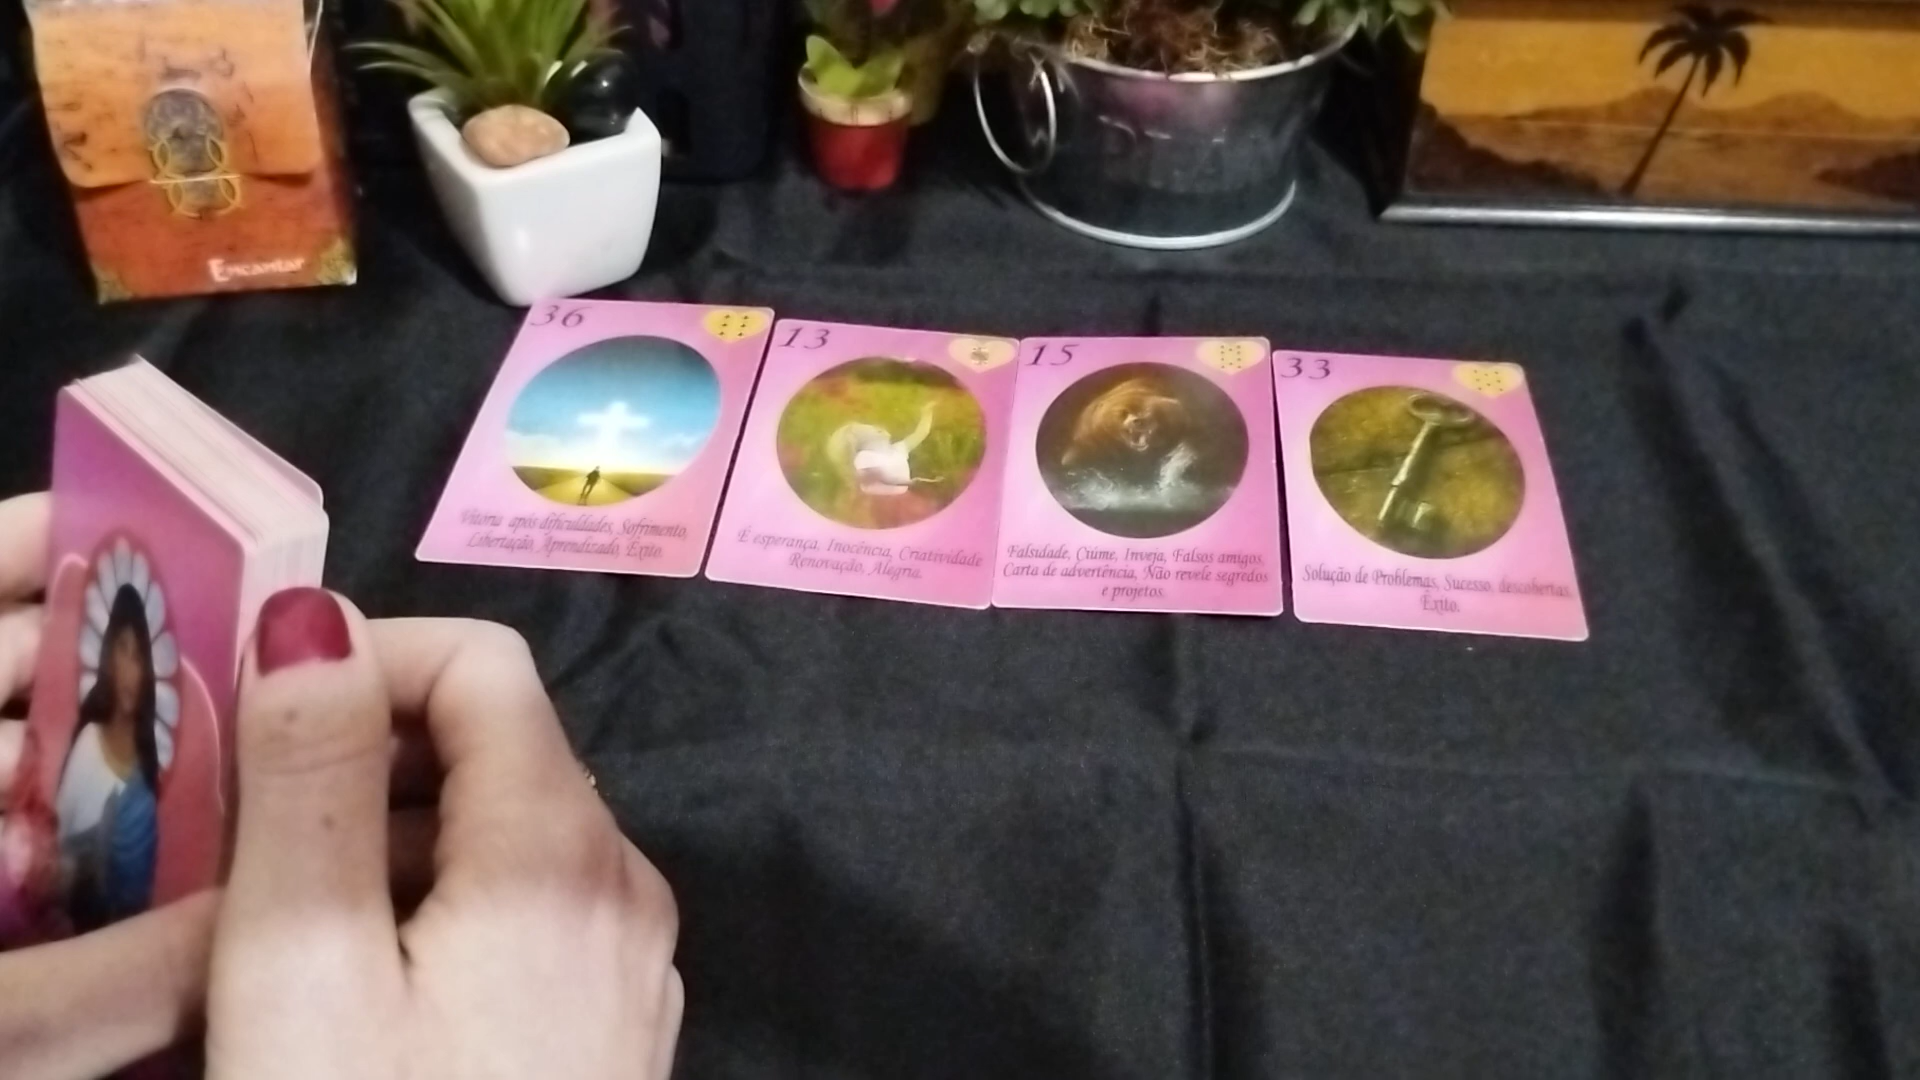 Encantar
36
Vitória após dificuldades, Sofrimento,
Libertação, Aprendizado, Êxito.
13
É esperança, Inocência, Criatividade
Renovação, Alegria.
15
Falsidade, Ciúme, Inveja, Falsos amigos,
Carta de advertência, Não revele segredos
e projetos.
33
Solução de Problemas, Sucesso, descobertas,
Êxito.